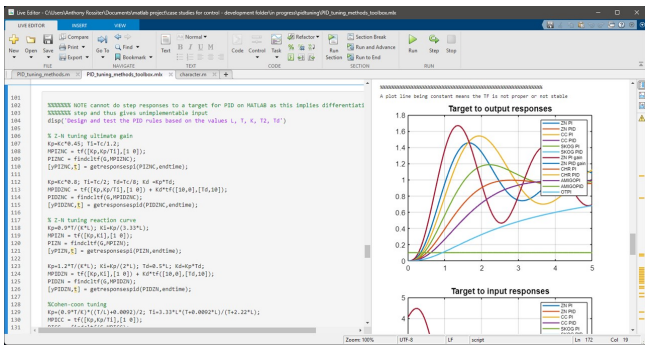 Live Editor - C:\Users\Anthony Rossiter\Documents\matlab project\case studies for control - development folder\in progress\pidtuning\PID_tuning_methods_toolbox.mlx
LIVE EDITOR INSERT VIEW
New Open Save Compare Print Export Go To Find Bookmark Text Normal B I U M Code Control Task Refactor Section Break Run and Advance Run to End Section Run Step Stop
FILE NAVIGATE TEXT CODE SECTION RUN
PID_tuning_methods.m PID_tuning_methods_toolbox.mlx character.m
101
102 %%%%%%% NOTE cannot do step responses to a target for PID on MATLAB as this implies differentiati
103 %%%%%%% step and thus gives unimplementable input
104 disp('Design and test the PID rules based on the values L, T, K, T2, Td')
105
106 % Z-N tuning ultimate gain
107 Kp=Kc*0.45; Ti=Tc/1.2;
108 MPIZNC = tf([Kp,Kp/Ti],[1 0]);
109 PIZNC = findcltf(G,MPIZNC);
110 [yPIZNC,t] = getresponsespi(PIZNC,endtime);
111
112 Kp=Kc*0.8; Ti=Tc/2; Td=Tc/8; Kd =Kp*Td;
113 MPIDZNC = tf([Kp,Kp/Ti],[1 0]) + Kd*tf([10,0],[Td,10]);
114 PIDZNC = findcltf(G,MPIDZNC);
115 [yPIDZNC,t] = getresponsespid(PIDZNC,endtime);
116
117 % Z-N tuning reaction curve
118 Kp=0.9*T/(K*L); Ki=Kp/(3.33*L);
119 MPIZN = tf([Kp,Ki],[1 0]);
120 PIZN = findcltf(G,MPIZN);
121 [yPIZN,t] = getresponsespi(PIZN,endtime);
122
123 Kp=1.2*T/(K*L); Ki=Kp/(2*L); Td=0.5*L; Kd=Kp*Td;
124 MPIDZN = tf([Kp,Ki],[1 0]) + Kd*tf([10,0],[Td,10]);
125 PIDZN = findcltf(G,MPIDZN);
126 [yPIDZN,t] = getresponsespid(PIDZN,endtime);
127
128 %Cohen-coon tuning
129 Kp=(0.9*T/K)*((T/L)+0.0092)/2; Ti=3.33*L*(T+0.0092*L)/(T+2.22*L);
130 MPICC = tf([Kp,Kp/Ti],[1 0]);
A plot line being constant means the TF is not proper or not stable
Target to output responses
1.8
1.6
1.4
1.2
1
0.8
0.6
0.4
0.2
0
0 1 2 3 4 5
ZN PI
ZN PID
CC PI
CC PID
SKOG PI
SKOG PID
ZN PI gain
ZN PID gain
CHR PI
CHR PID
AMIGOPI
AMIGOPID
OTPI
Target to input responses
5
4
ZN PI
ZN PID
CC PI
CC PID
SKOG PI
Zoom: 100% UTF-8 LF script Ln 172 Col 19